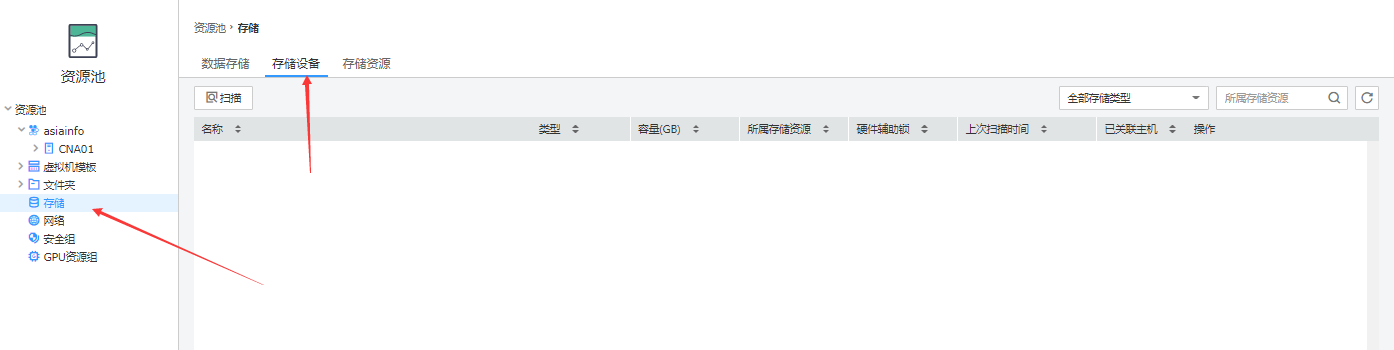 资源池 › 存储
资源池
数据存储 存储设备 存储资源
扫描 全部存储类型 所属存储资源
名称 类型 容量(GB) 所属存储资源 硬件辅助锁 上次扫描时间 已关联主机 操作
资源池
asiainfo
CNA01
虚拟机模板
文件夹
存储
网络
安全组
GPU资源组